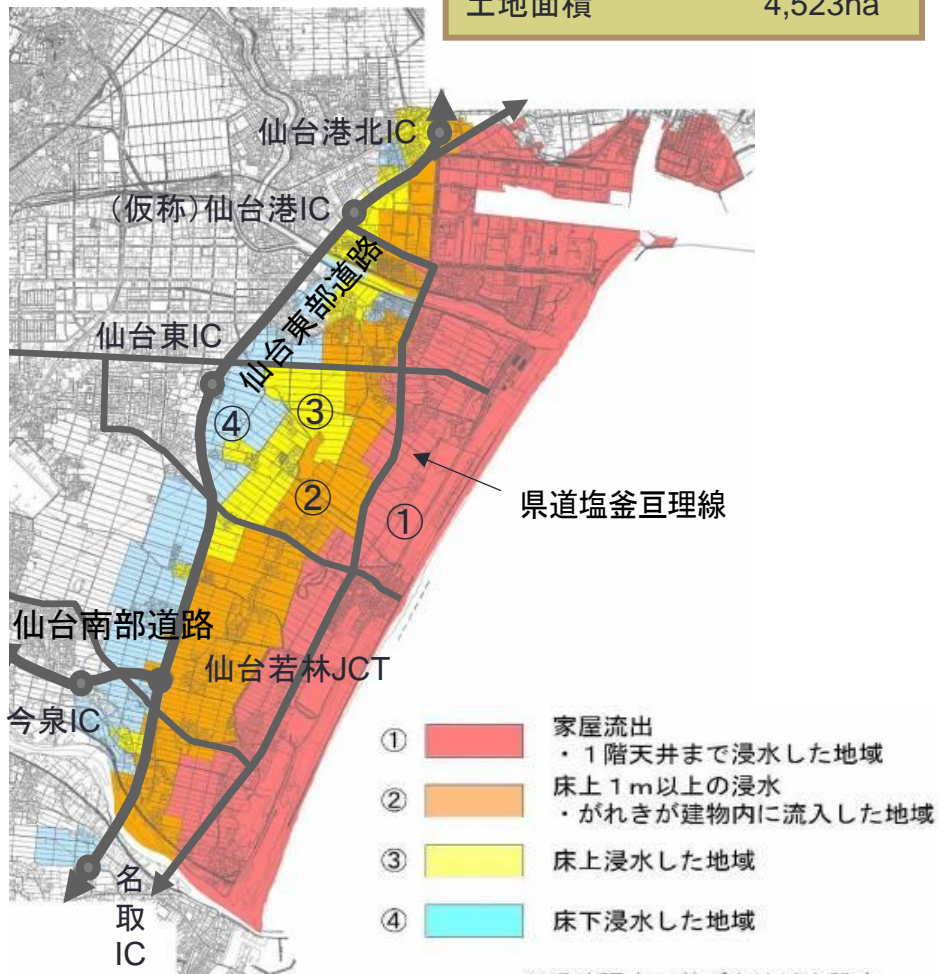 土地面積 4,523ha
仙台港北IC
(仮称)仙台港IC
仙台東部道路
仙台東IC
③
④
②
①
県道塩釜亘理線
仙台南部道路
仙台若林JCT
今泉IC
名
取
IC
① 家屋流出
・1階天井まで浸水した地域
② 床上1m以上の浸水
・がれきが建物内に流入した地域
③ 床上浸水した地域
④ 床下浸水した地域